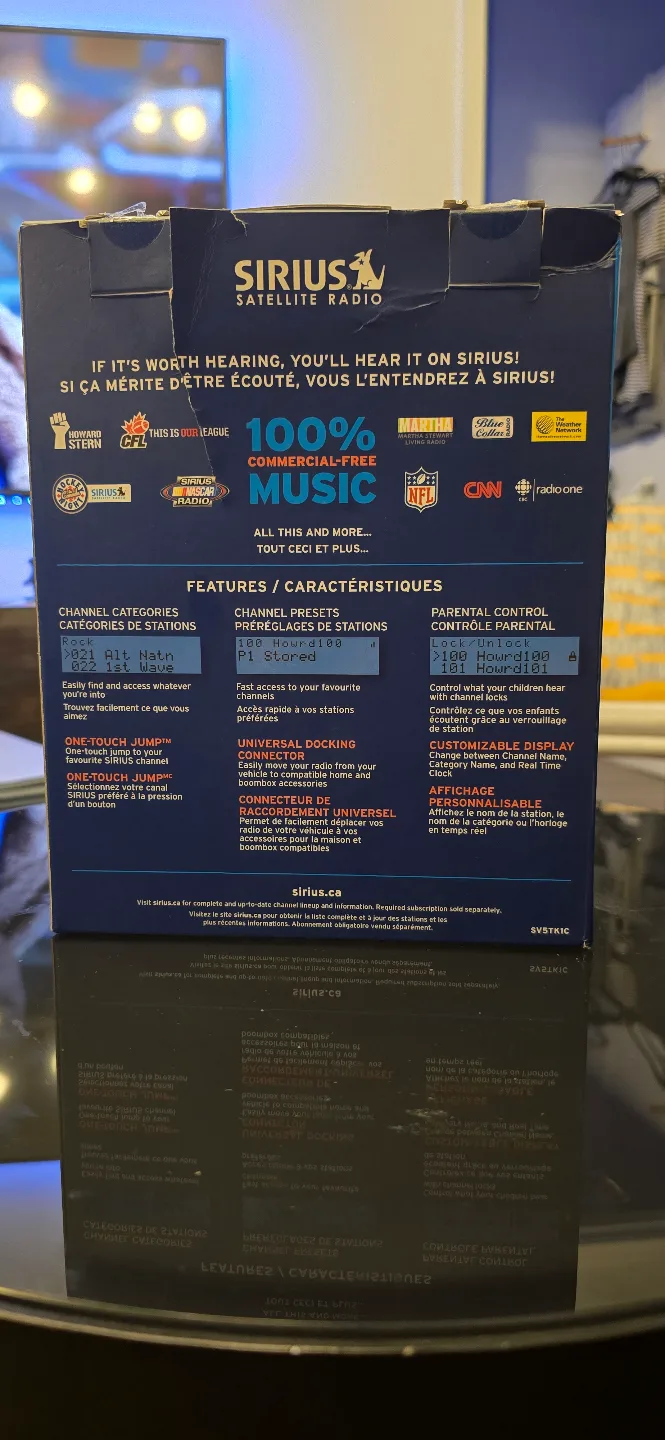 SIRIUS
SATELLITE RADIO
IF IT'S WORTH HEARING, YOU'LL HEAR IT ON SIRIUS!
SI ÇA MÉRITE D'ÊTRE ÉCOUTÉ, VOUS L'ENTENDREZ À SIRIUS!
HOWARD
STERN
CFL
THIS IS OUR LEAGUE
SIRIUS
SIRIUS
NASCAR
RADIO
100%
COMMERCIAL-FREE
MUSIC
MARTHA
MARTHA STEWART
LIVING RADIO
Blue
Collar
RADIO
The
Weather
Network
NFL
CNN
CBC
radio one
ALL THIS AND MORE...
TOUT CECI ET PLUS...
FEATURES / CARACTÉRISTIQUES
CHANNEL CATEGORIES
CATÉGORIES DE STATIONS
Rock
>021 Alt Natn
022 1st Wave
Easily find and access whatever
you're into
Trouvez facilement ce que vous
aimez
ONE-TOUCH JUMP™
One-touch jump to your
favourite SIRIUS channel
ONE-TOUCH JUMPMC
Sélectionnez votre canal
SIRIUS préféré à la pression
d'un bouton
CHANNEL PRESETS
PRÉRÉGLAGES DE STATIONS
100 Howrd100
P1 Stored
Fast access to your favourite
channels
Accès rapide à vos stations
préférées
UNIVERSAL DOCKING
CONNECTOR
Easily move your radio from your
vehicle to compatible home and
boombox accessories
CONNECTEUR DE
RACCORDEMENT UNIVERSEL
Permet de facilement déplacer vos
radio de votre véhicule à vos
accessoires pour la maison et
boombox compatibles
PARENTAL CONTROL
CONTRÔLE PARENTAL
Lock/Unlock
>100 Howrd100
101 Howrd101
Control what your children hear
with channel locks
Contrôlez ce que vos enfants
écoutent grâce au verrouillage
de station
CUSTOMIZABLE DISPLAY
Change between Channel Name,
Category Name, and Real Time
Clock
AFFICHAGE
PERSONNALISABLE
Affichez le nom de la station, le
nom de la catégorie ou l'horloge
en temps réel
sirius.ca
Visit sirius.ca for complete and up-to-date channel lineup and information. Required subscription sold separately.
Visitez le site sirius.ca pour obtenir la liste complète et à jour des stations et les
plus récentes informations. Abonnement obligatoire vendu séparément.
SV5TK1C